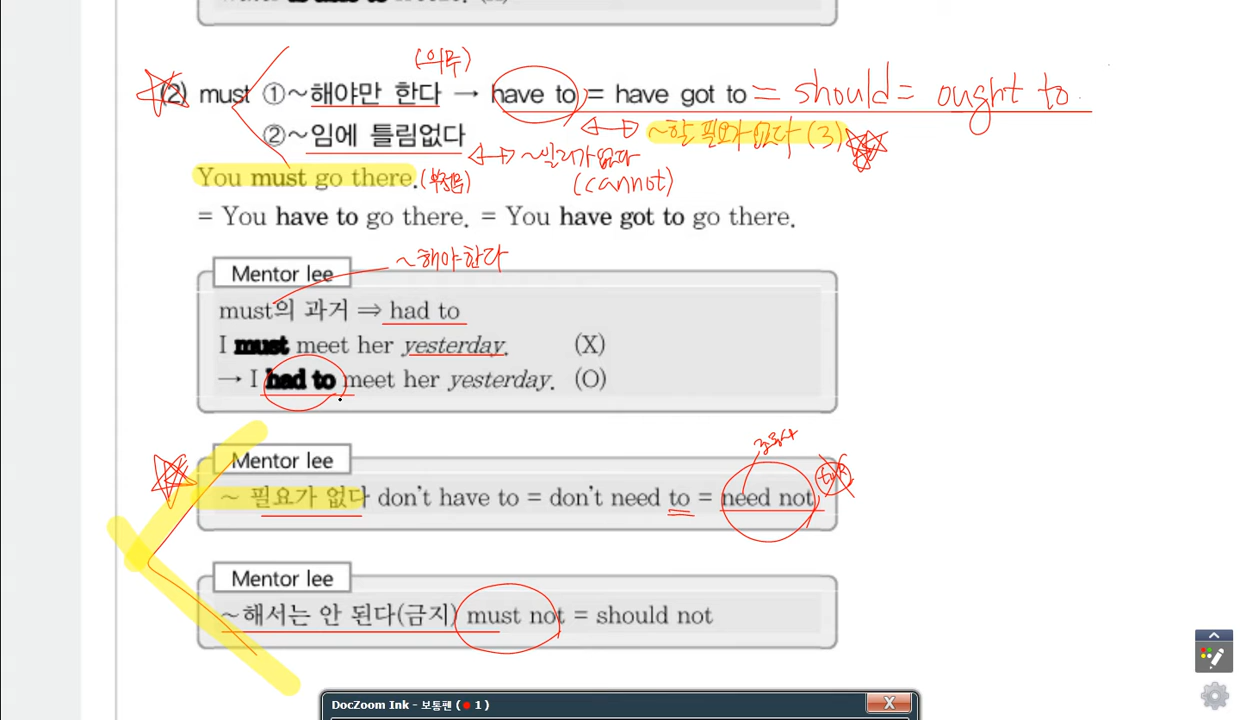 (의무)
(2) must ①~해야만 한다 → have to = have got to = should = ought to
②~임에 틀림없다
~할 필요가 없다 (3)
~일리가 없다
(cannot)
You must go there.
= You have to go there. = You have got to go there.
~해야한다
Mentor lee
must의 과거 ⇒ had to
I must meet her yesterday. (X)
→ I had to meet her yesterday. (O)
Mentor lee
조동사
~ 필요가 없다 don't have to = don't need to = need not
Mentor lee
~해서는 안 된다(금지) must not = should not
DocZoom Ink - 보통펜 (● 1)